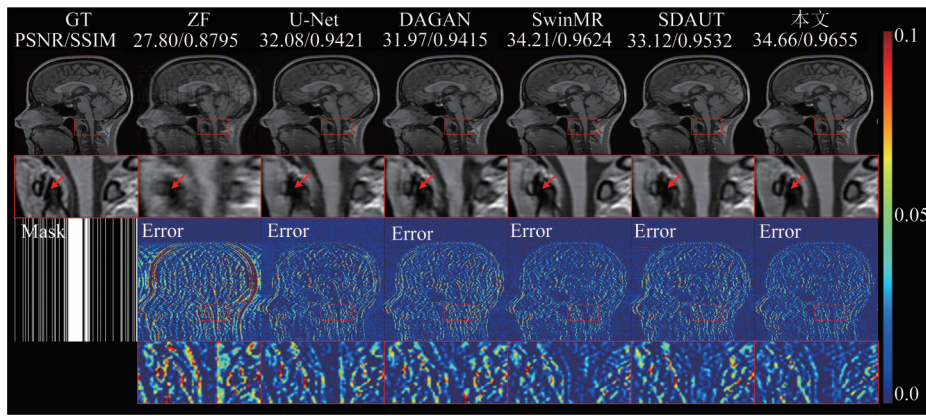 GT ZF U-Net DAGAN SwinMR SDAUT 本文
PSNR/SSIM 27.80/0.8795 32.08/0.9421 31.97/0.9415 34.21/0.9624 33.12/0.9532 34.66/0.9655
0.1
Mask Error Error Error Error Error Error
0.05
0.0